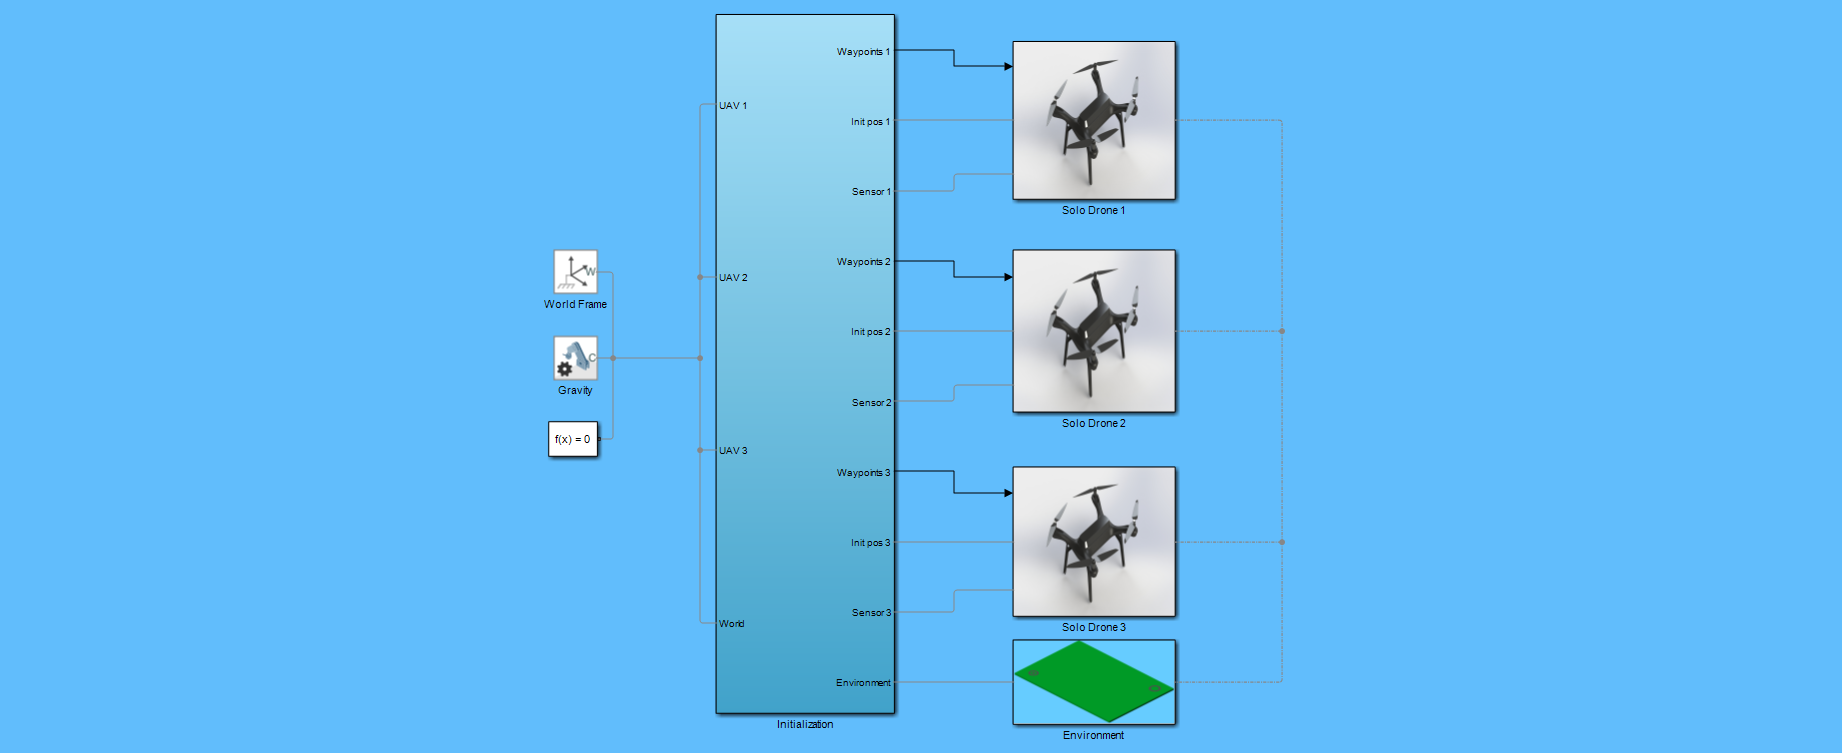 W
World Frame
C
Gravity
f(x) = 0
UAV 1
UAV 2
UAV 3
World
Waypoints 1
Init pos 1
Sensor 1
Waypoints 2
Init pos 2
Sensor 2
Waypoints 3
Init pos 3
Sensor 3
Environment
Initialization
Solo Drone 1
Solo Drone 2
Solo Drone 3
Environment